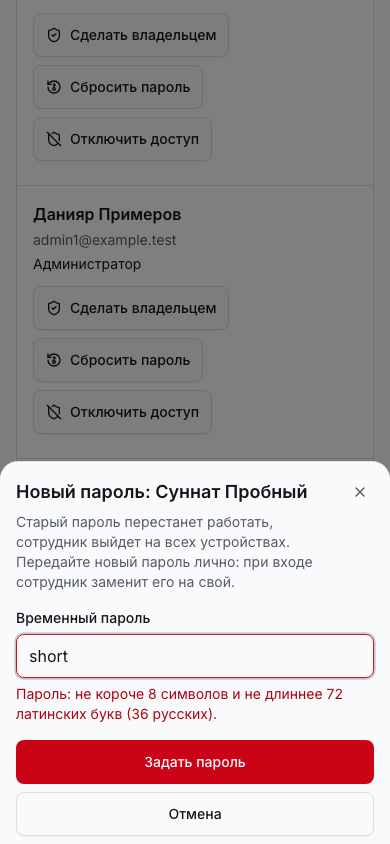 Сделать владельцем
Сбросить пароль
Отключить доступ
Данияр Примеров
admin1@example.test
Администратор
Сделать владельцем
Сбросить пароль
Отключить доступ
Новый пароль: Суннат Пробный
Старый пароль перестанет работать,
сотрудник выйдет на всех устройствах.
Передайте новый пароль лично: при входе
сотрудник заменит его на свой.
Временный пароль
short
Пароль: не короче 8 символов и не длиннее 72
латинских букв (36 русских).
Задать пароль
Отмена